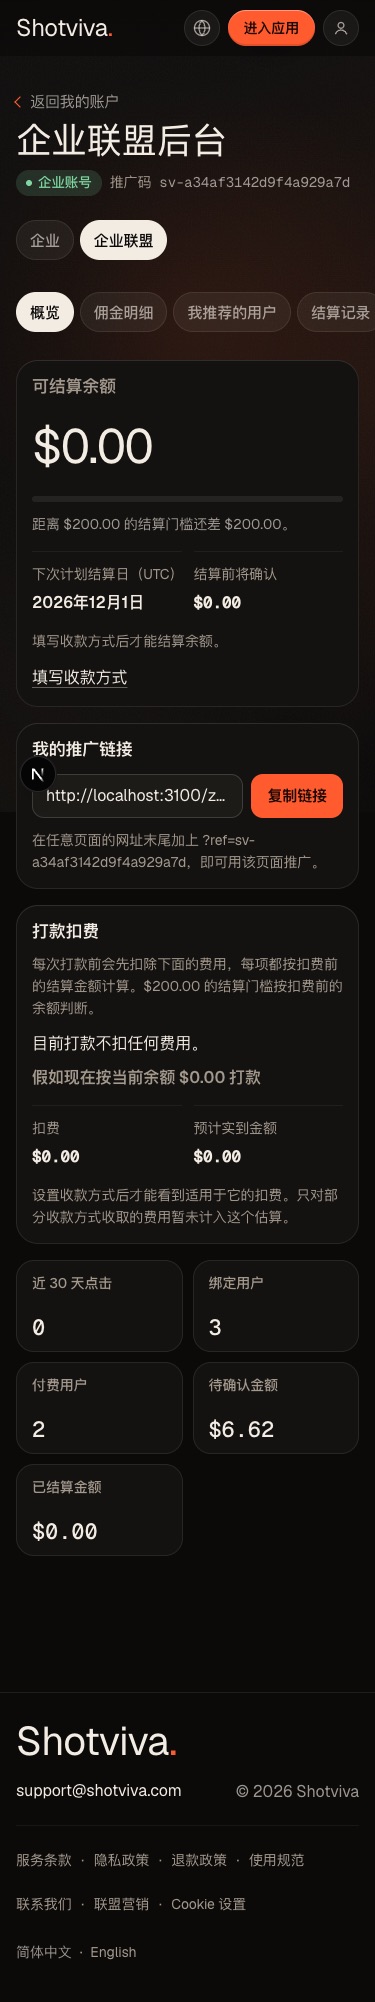 Shotviva.
进入应用
返回我的账户
企业联盟后台
企业账号 推广码 sv-a34af3142d9f4a929a7d
企业 企业联盟
概览 佣金明细 我推荐的用户 结算记录
可结算余额
$0.00
距离 $200.00 的结算门槛还差 $200.00。
下次计划结算日（UTC） 结算前将确认
2026年12月1日 $0.00
填写收款方式后才能结算余额。
填写收款方式
我的推广链接
N
http://localhost:3100/z... 复制链接
在任意页面的网址末尾加上 ?ref=sv-
a34af3142d9f4a929a7d，即可用该页面推广。
打款扣费
每次打款前会先扣除下面的费用，每项都按扣费前
的结算金额计算。$200.00 的结算门槛按扣费前的
余额判断。
目前打款不扣任何费用。
假如现在按当前余额 $0.00 打款
扣费 预计实到金额
$0.00 $0.00
设置收款方式后才能看到适用于它的扣费。只对部
分收款方式收取的费用暂未计入这个估算。
近 30 天点击 绑定用户
0 3
付费用户 待确认金额
2 $6.62
已结算金额
$0.00
Shotviva.
support@shotviva.com © 2026 Shotviva
服务条款 · 隐私政策 · 退款政策 · 使用规范
联系我们 · 联盟营销 · Cookie 设置
简体中文 · English